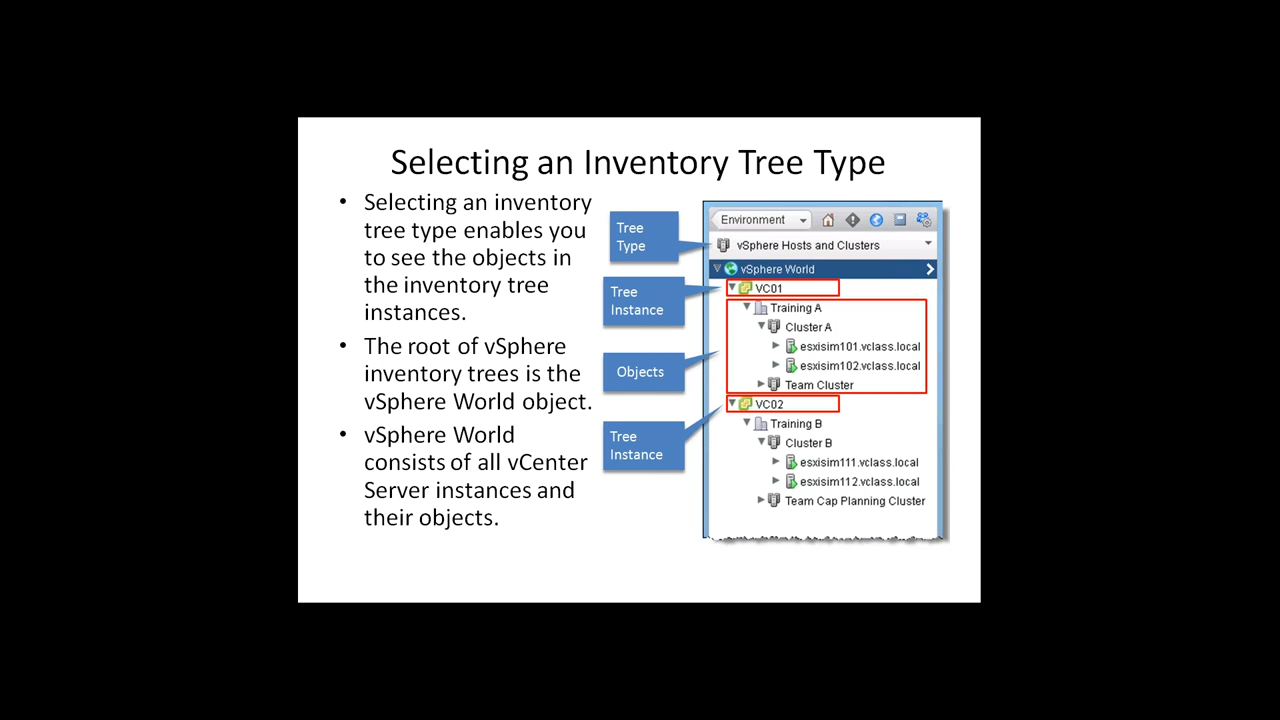 Selecting an Inventory Tree Type
• Selecting an inventory
tree type enables you
to see the objects in
the inventory tree
instances.
• The root of vSphere
inventory trees is the
vSphere World object.
• vSphere World
consists of all vCenter
Server instances and
their objects.
Tree
Type
Tree
Instance
Objects
Tree
Instance
Environment
vSphere Hosts and Clusters
vSphere World
VC01
Training A
Cluster A
esxisim101.vclass.local
esxisim102.vclass.local
Team Cluster
VC02
Training B
Cluster B
esxisim111.vclass.local
esxisim112.vclass.local
Team Cap Planning Cluster